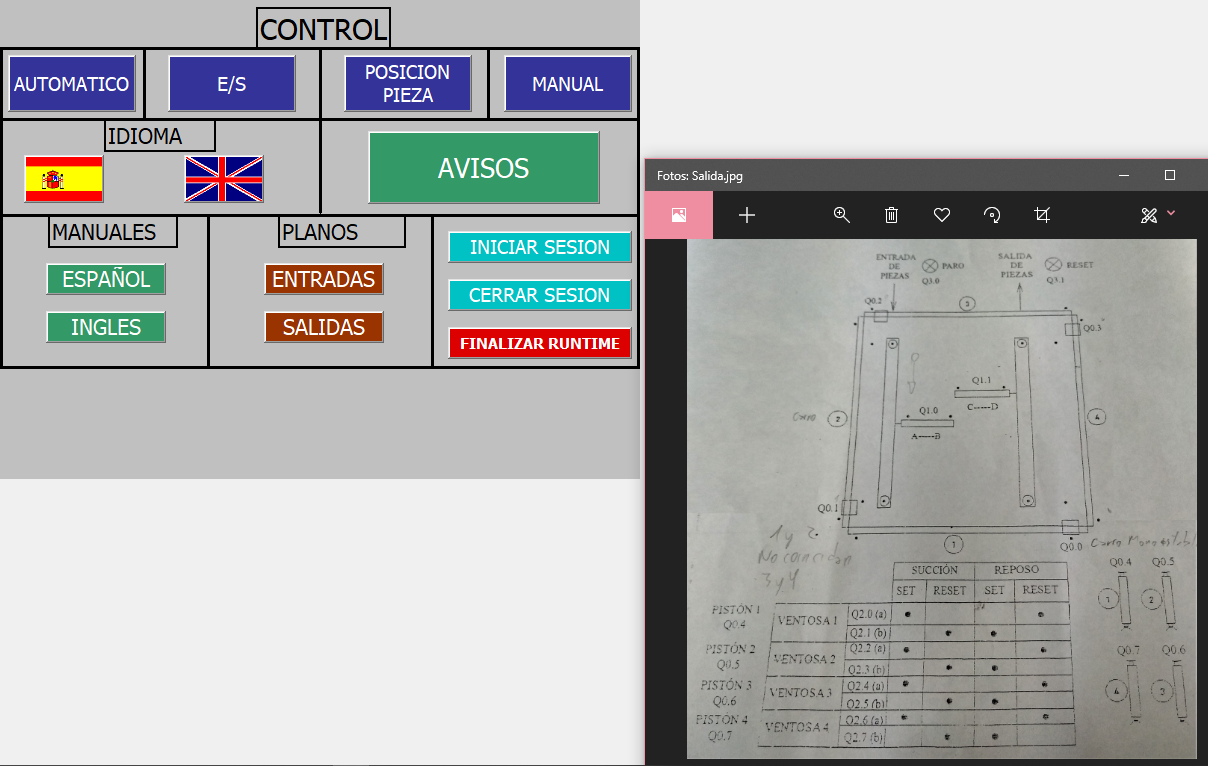 CONTROL
AUTOMATICO
E/S
POSICION
PIEZA
MANUAL
IDIOMA
AVISOS
MANUALES
ESPAÑOL
INGLES
PLANOS
ENTRADAS
SALIDAS
INICIAR SESION
CERRAR SESION
FINALIZAR RUNTIME
Fotos: Salida.jpg
ENTRADA
DE
PIEZAS
PARO
Q3.0
SALIDA
DE
PIEZAS
RESET
Q3.1
Q0.2
3
Q0.3
Q1.1
C-----D
Q1.0
A-----B
Carro
2
4
Q0.1
1
Q0.0
1 y 2
No coincidan
3 y 4
Carro
Q0.4
Q0.5
1
2
Q0.7
Q0.6
4
3
SUCCIÓN
REPOSO
SET
RESET
SET
RESET
PISTÓN 1
Q0.4
VENTOSA 1
Q2.0 (a)
Q2.1 (b)
PISTÓN 2
Q0.5
VENTOSA 2
Q2.2 (a)
Q2.3 (b)
PISTÓN 3
Q0.6
VENTOSA 3
Q2.4 (a)
Q2.5 (b)
PISTÓN 4
Q0.7
VENTOSA 4
Q2.6 (a)
Q2.7 (b)